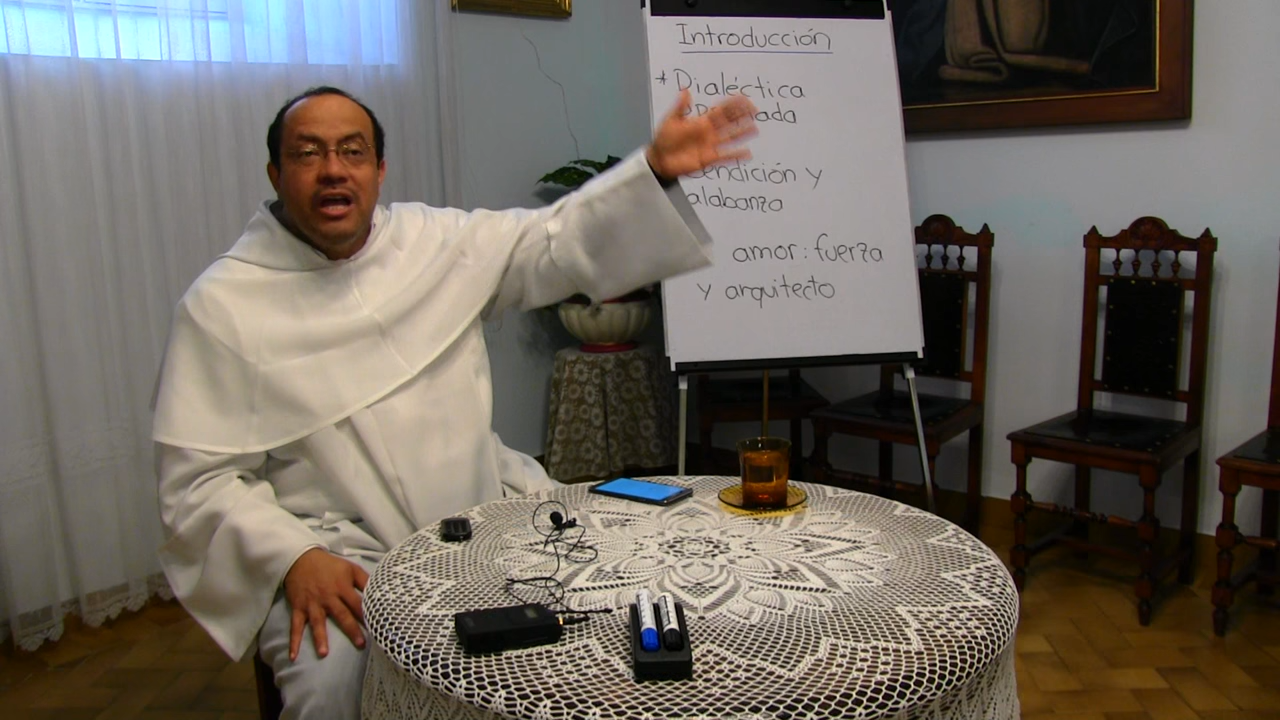 Introducción
* Dialéctica
y
alabanza
amor: fuerza
y arquitecto